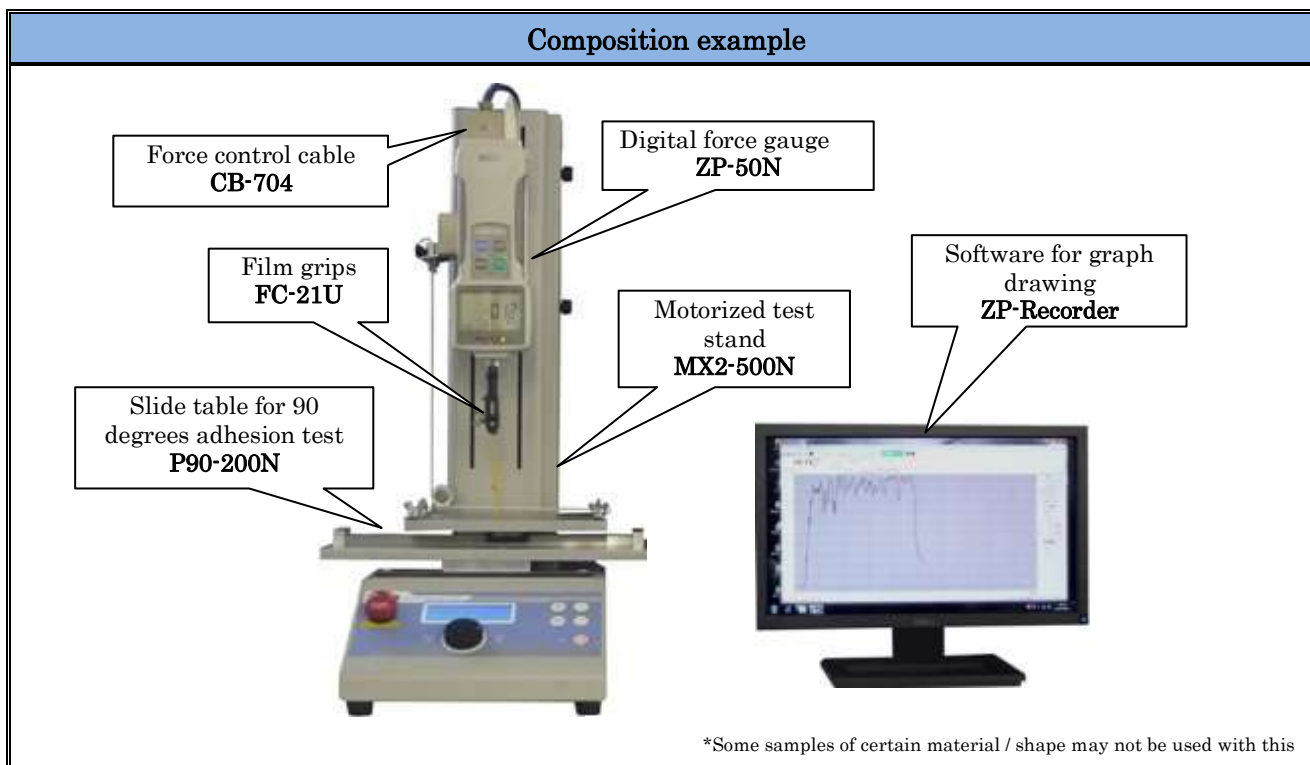 Composition example
Force control cable
CB-704
Digital force gauge
ZP-50N
Film grips
FC-21U
Software for graph
drawing
ZP-Recorder
Motorized test
stand
MX2-500N
Slide table for 90
degrees adhesion test
P90-200N
*Some samples of certain material / shape may not be used with this